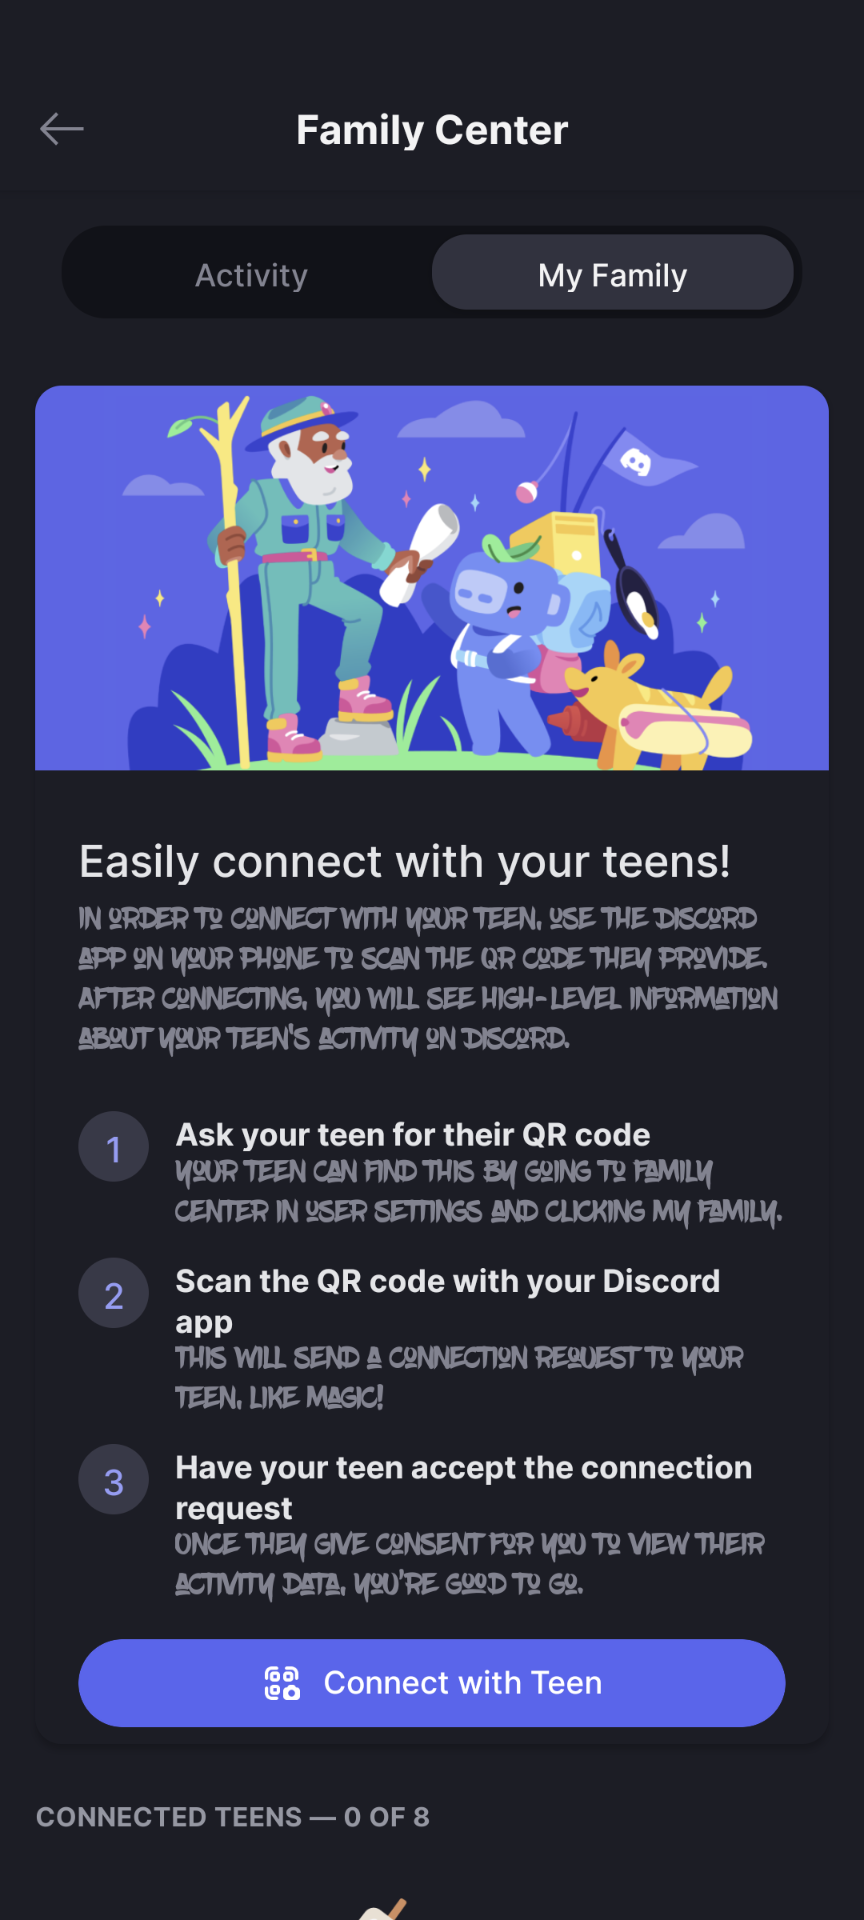 Family Center
Activity
My Family
Easily connect with your teens!
IN ORDER TO CONNECT WITH YOUR TEEN, USE THE DISCORD
APP ON YOUR PHONE TO SCAN THE QR CODE THEY PROVIDE.
AFTER CONNECTING, YOU WILL SEE HIGH-LEVEL INFORMATION
ABOUT YOUR TEEN'S ACTIVITY ON DISCORD.
1
Ask your teen for their QR code
YOUR TEEN CAN FIND THIS BY GOING TO FAMILY
CENTER IN USER SETTINGS AND CLICKING MY FAMILY.
2
Scan the QR code with your Discord
app
THIS WILL SEND A CONNECTION REQUEST TO YOUR
TEEN, LIKE MAGIC!
3
Have your teen accept the connection
request
ONCE THEY GIVE CONSENT FOR YOU TO VIEW THEIR
ACTIVITY DATA, YOU'RE GOOD TO GO.
Connect with Teen
CONNECTED TEENS — 0 OF 8